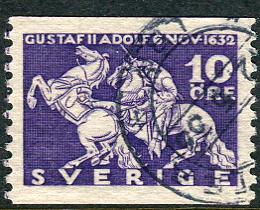 GUSTAF II ADOLF 6 NOV·1632
10
ÖRE
SVERIGE